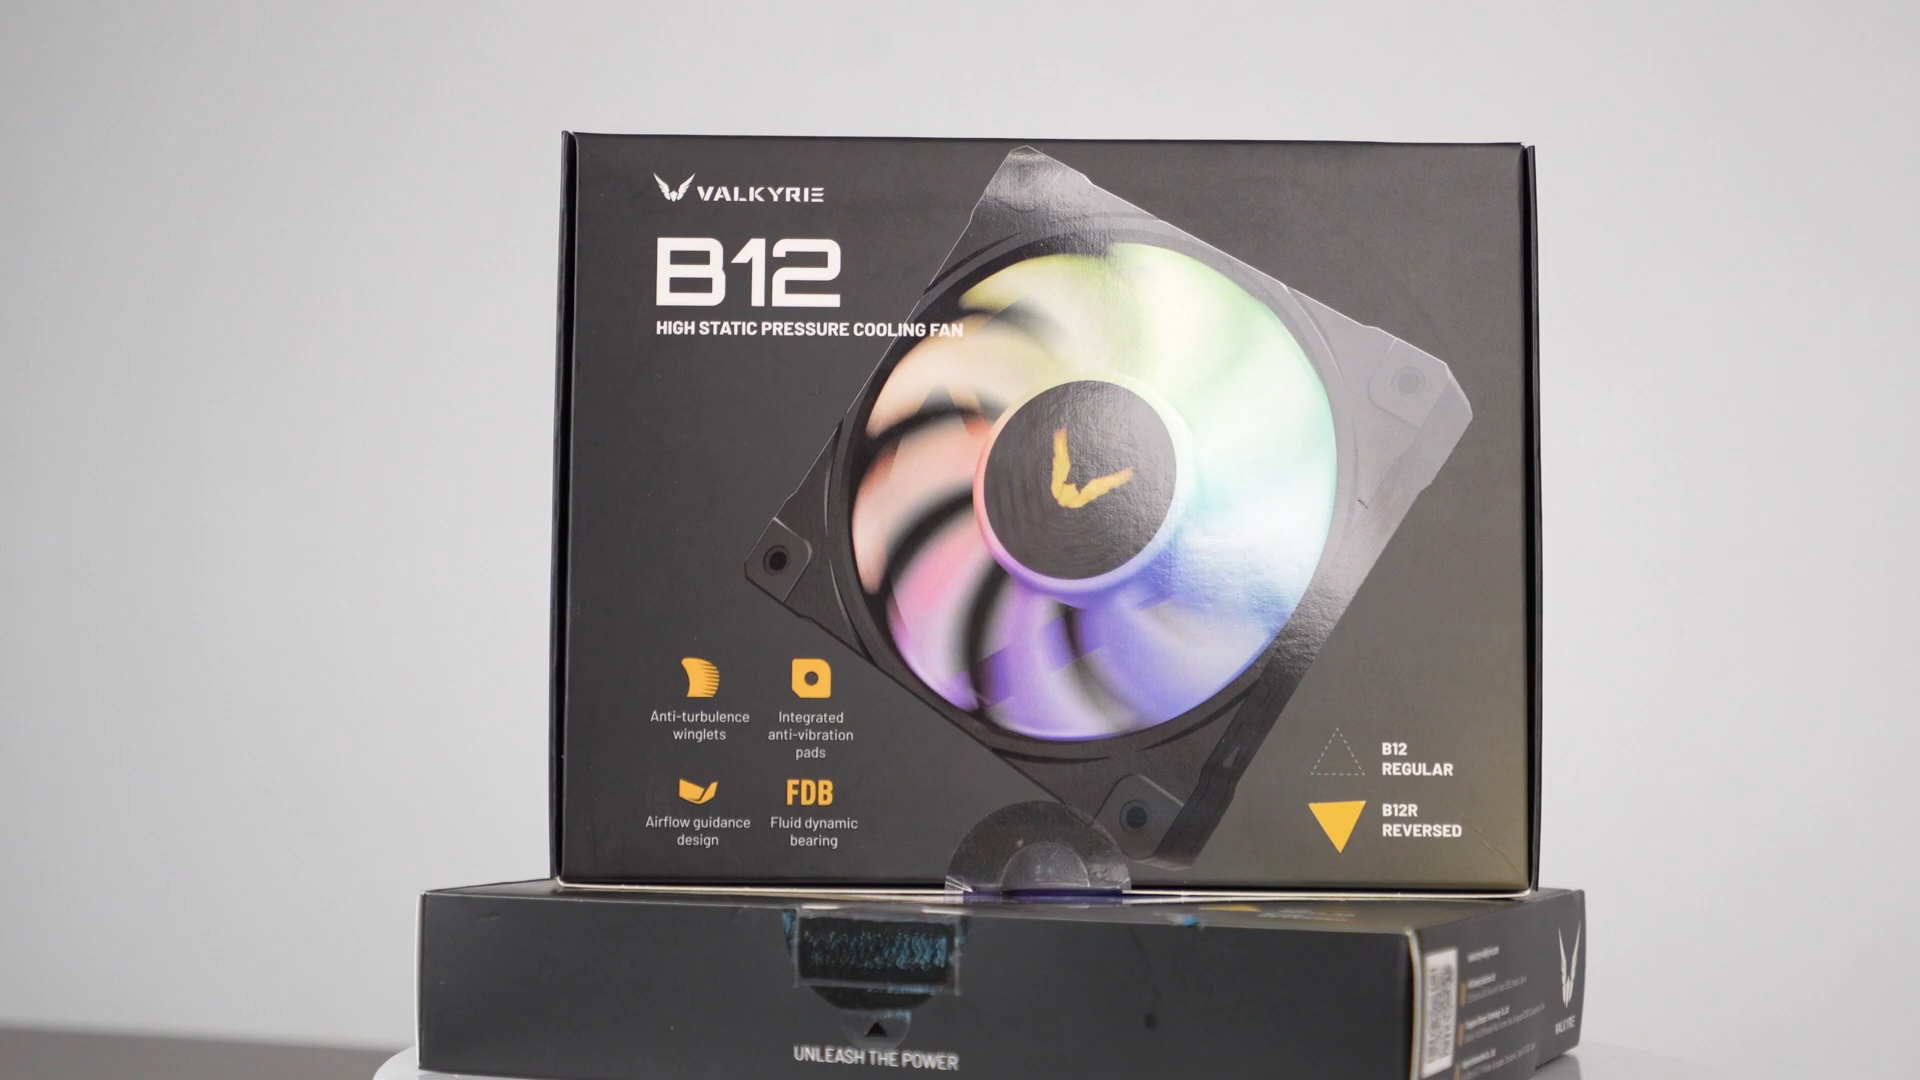 VALKYRIE
B12
HIGH STATIC PRESSURE COOLING FAN
Anti-turbulence
winglets
Integrated
anti-vibration
pads
Airflow guidance
design
FDB
Fluid dynamic
bearing
B12
REGULAR
B12R
REVERSED
UNLEASH THE POWER
VALKYRIE